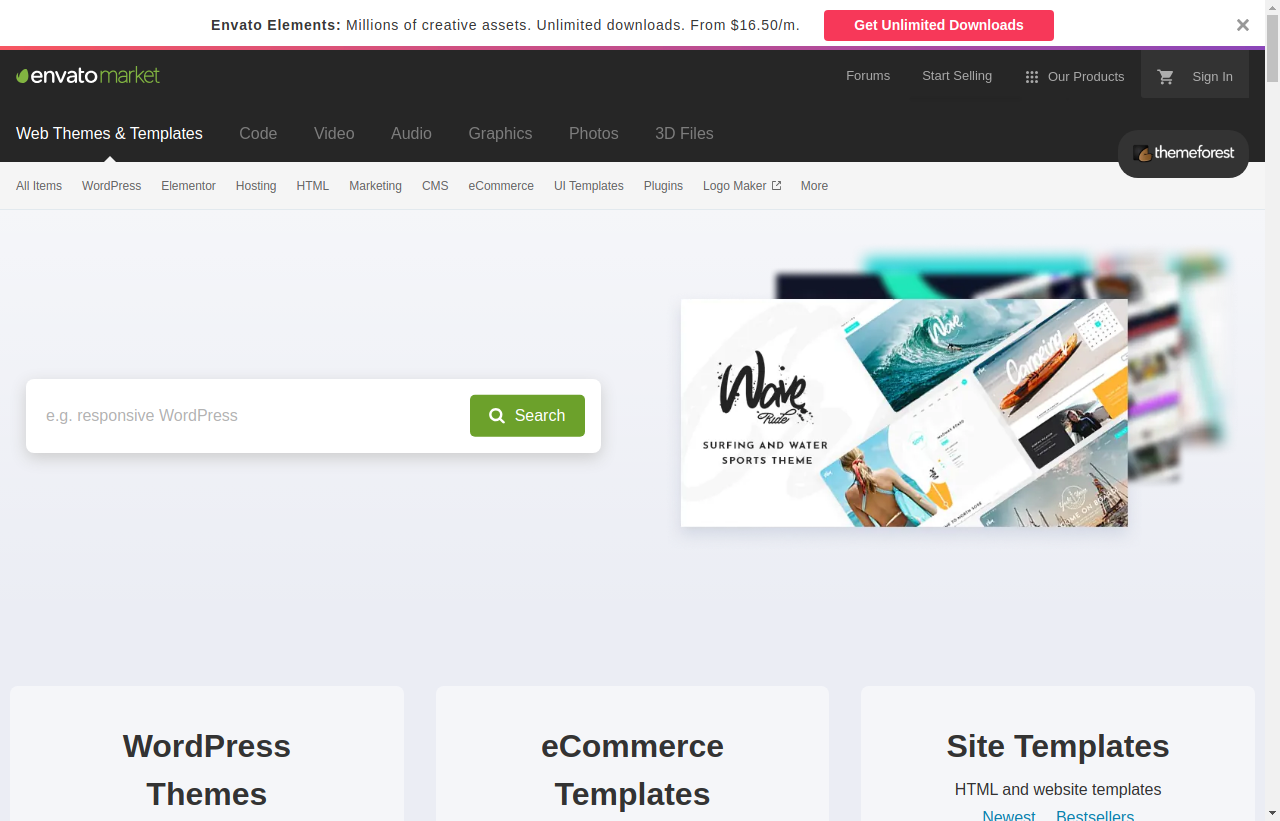 Envato Elements: Millions of creative assets. Unlimited downloads. From $16.50/m.
Get Unlimited Downloads
envato market
Forums
Start Selling
Our Products
Sign In
Web Themes & Templates
Code
Video
Audio
Graphics
Photos
3D Files
themeforest
All Items
WordPress
Elementor
Hosting
HTML
Marketing
CMS
eCommerce
UI Templates
Plugins
Logo Maker
More
e.g. responsive WordPress
Search
Wave
Ride
SURFING AND WATER
SPORTS THEME
Wave
Canoeing
WordPress
Themes
eCommerce
Templates
Site Templates
HTML and website templates
Newest
Bestsellers